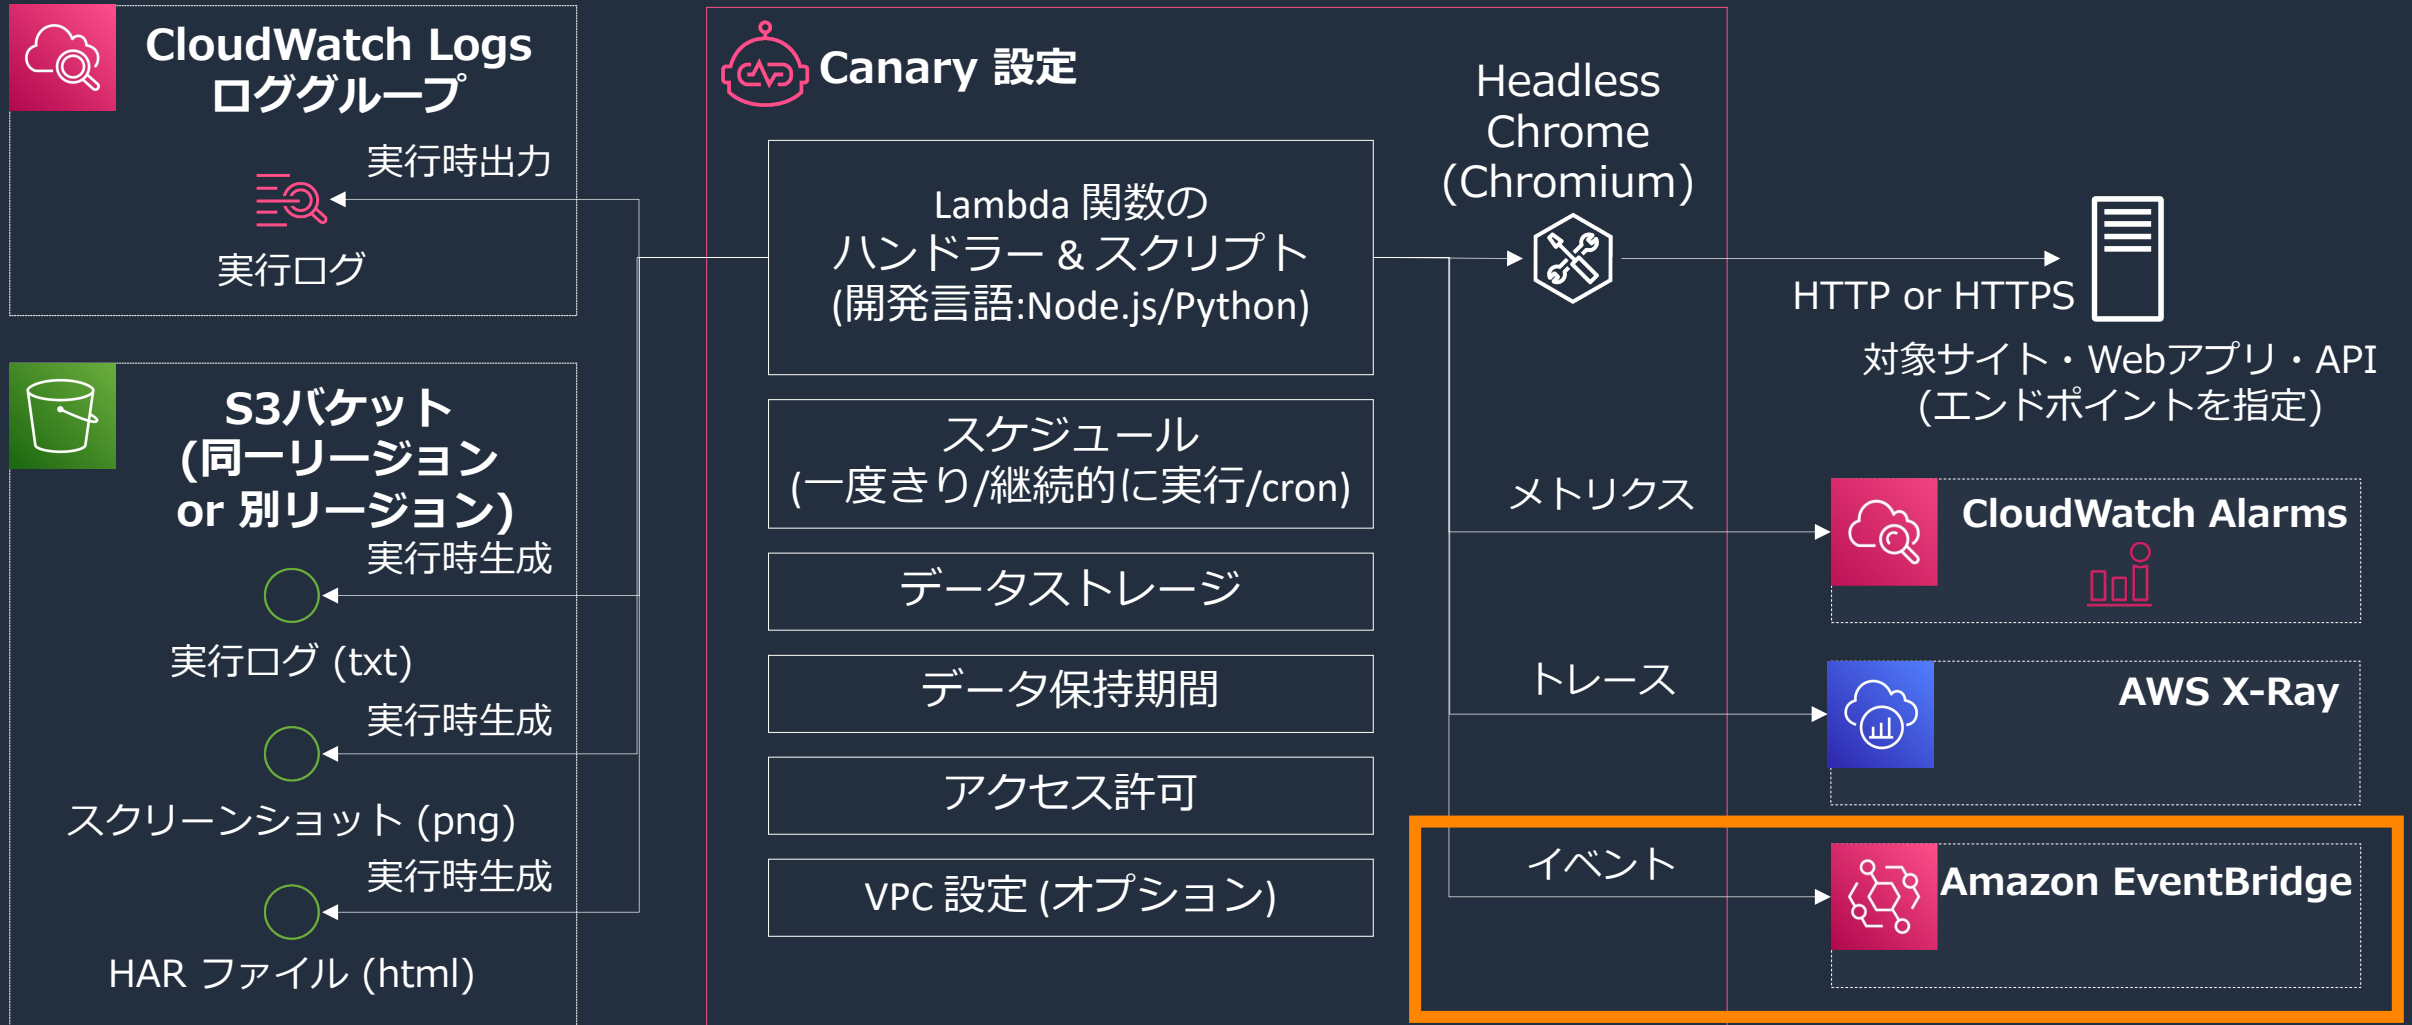 CloudWatch Logs
ロググループ
実行時出力
実行ログ
S3バケット
(同一リージョン
or 別リージョン)
実行時生成
実行ログ (txt)
実行時生成
スクリーンショット (png)
実行時生成
HAR ファイル (html)
Canary 設定
Lambda 関数の
ハンドラー & スクリプト
(開発言語:Node.js/Python)
スケジュール
(一度きり/継続的に実行/cron)
データストレージ
データ保持期間
アクセス許可
VPC 設定 (オプション)
Headless
Chrome
(Chromium)
HTTP or HTTPS
対象サイト・Webアプリ・API
(エンドポイントを指定)
メトリクス
CloudWatch Alarms
トレース
AWS X-Ray
イベント
Amazon EventBridge